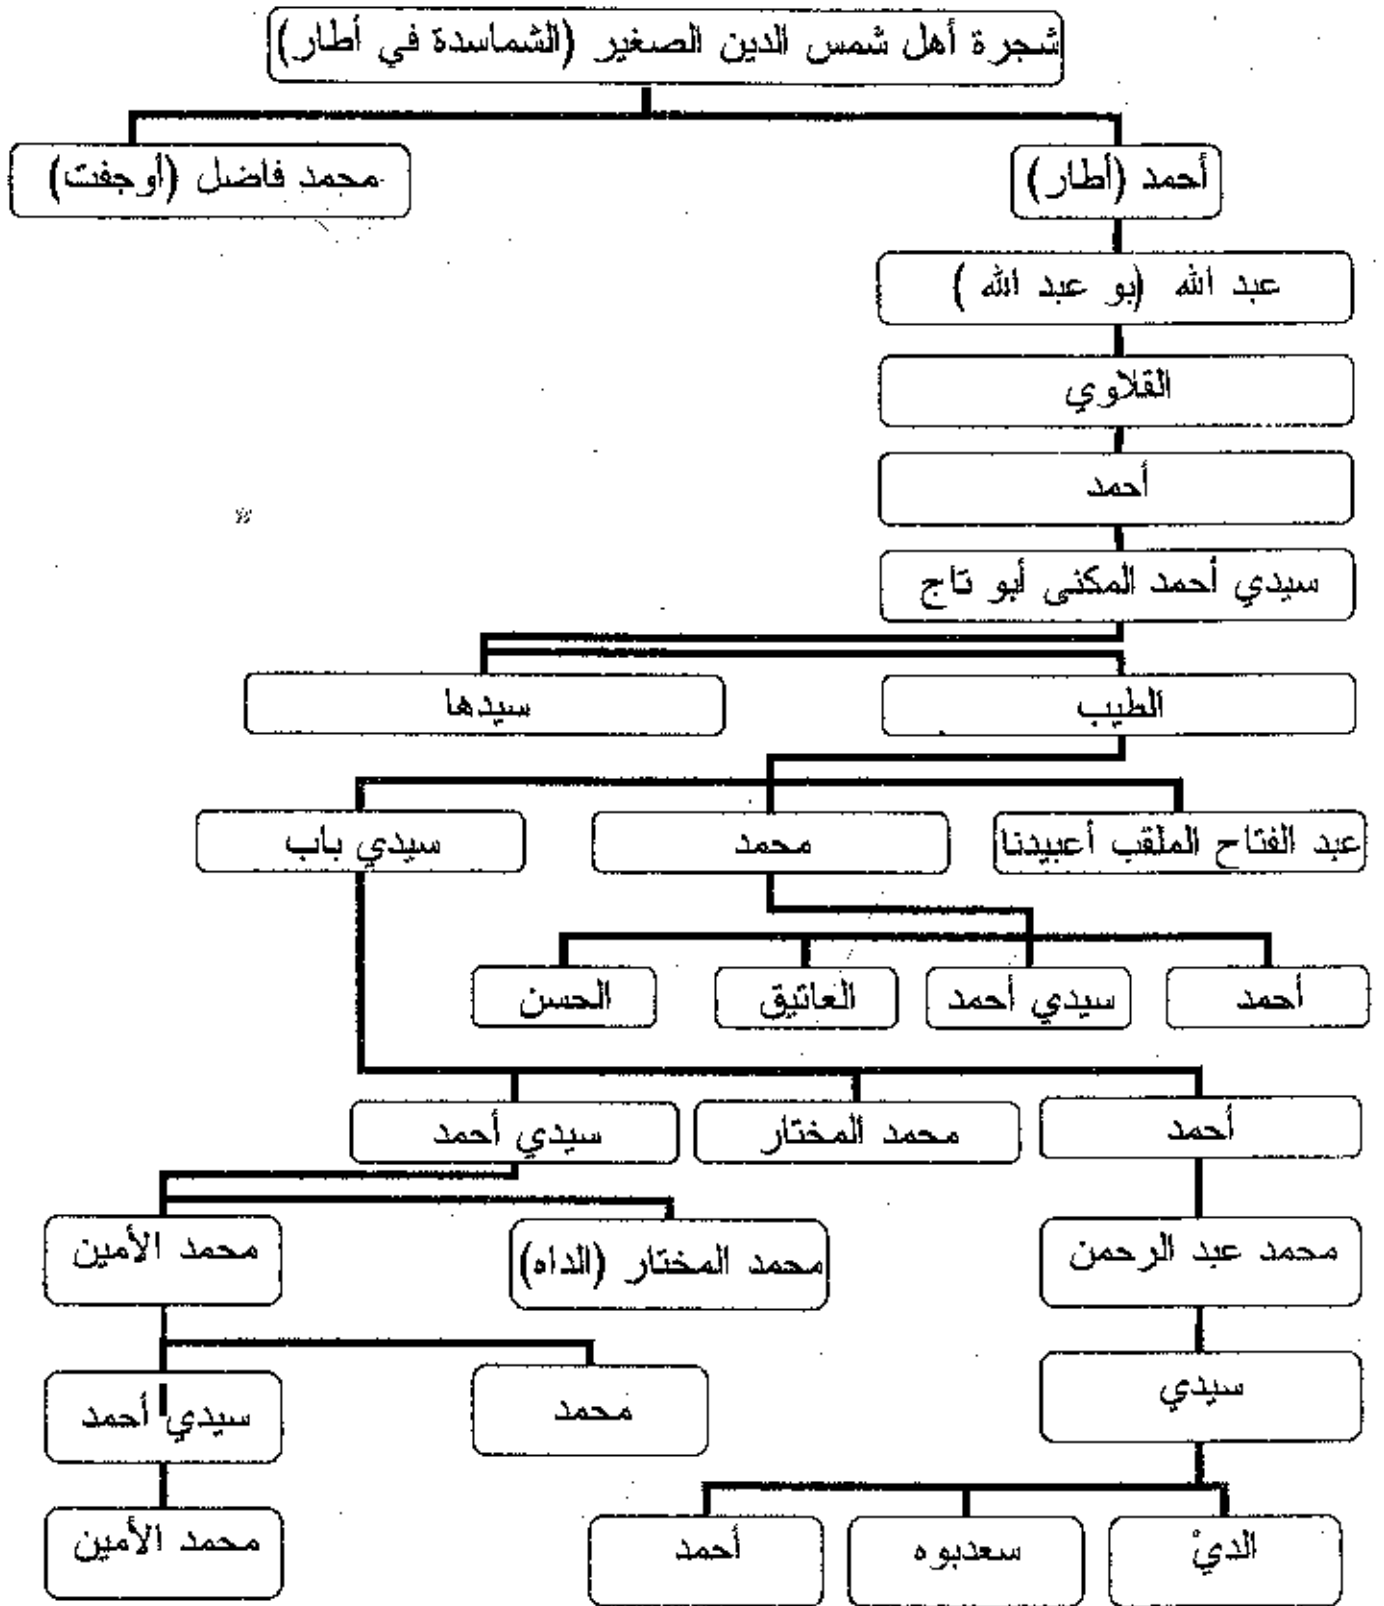 شجرة أهل شمس الدين الصغير (الشماسدة في أطار)
أحمد (أطار)
محمد فاضل (أوجفت)
عبد الله (بو عبد الله )
القلاوي
أحمد
سيدي أحمد المكنى أبو تاج
الطيب
سيدها
عبد الفتاح الملقب أعبيدنا
محمد
سيدي باب
أحمد
سيدي أحمد
العاتيق
الحسن
أحمد
محمد المختار
سيدي أحمد
محمد عبد الرحمن
محمد المختار (الداه)
محمد الأمين
سيدي
محمد
سيدي أحمد
الديْ
سعدبوه
أحمد
محمد الأمين